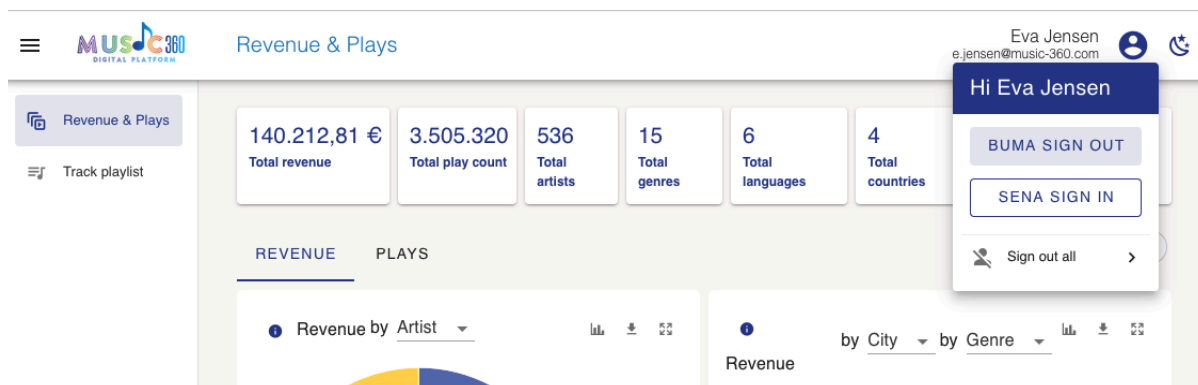 MUSIC360
DIGITAL PLATFORM
Revenue & Plays
Eva Jensen
e.jensen@music-360.com
Hi Eva Jensen
BUMA SIGN OUT
SENA SIGN IN
Sign out all
Revenue & Plays
Track playlist
140.212,81 €
Total revenue
3.505.320
Total play count
536
Total
artists
15
Total
genres
6
Total
languages
4
Total
countries
REVENUE PLAYS
Revenue by Artist
by City by Genre
Revenue